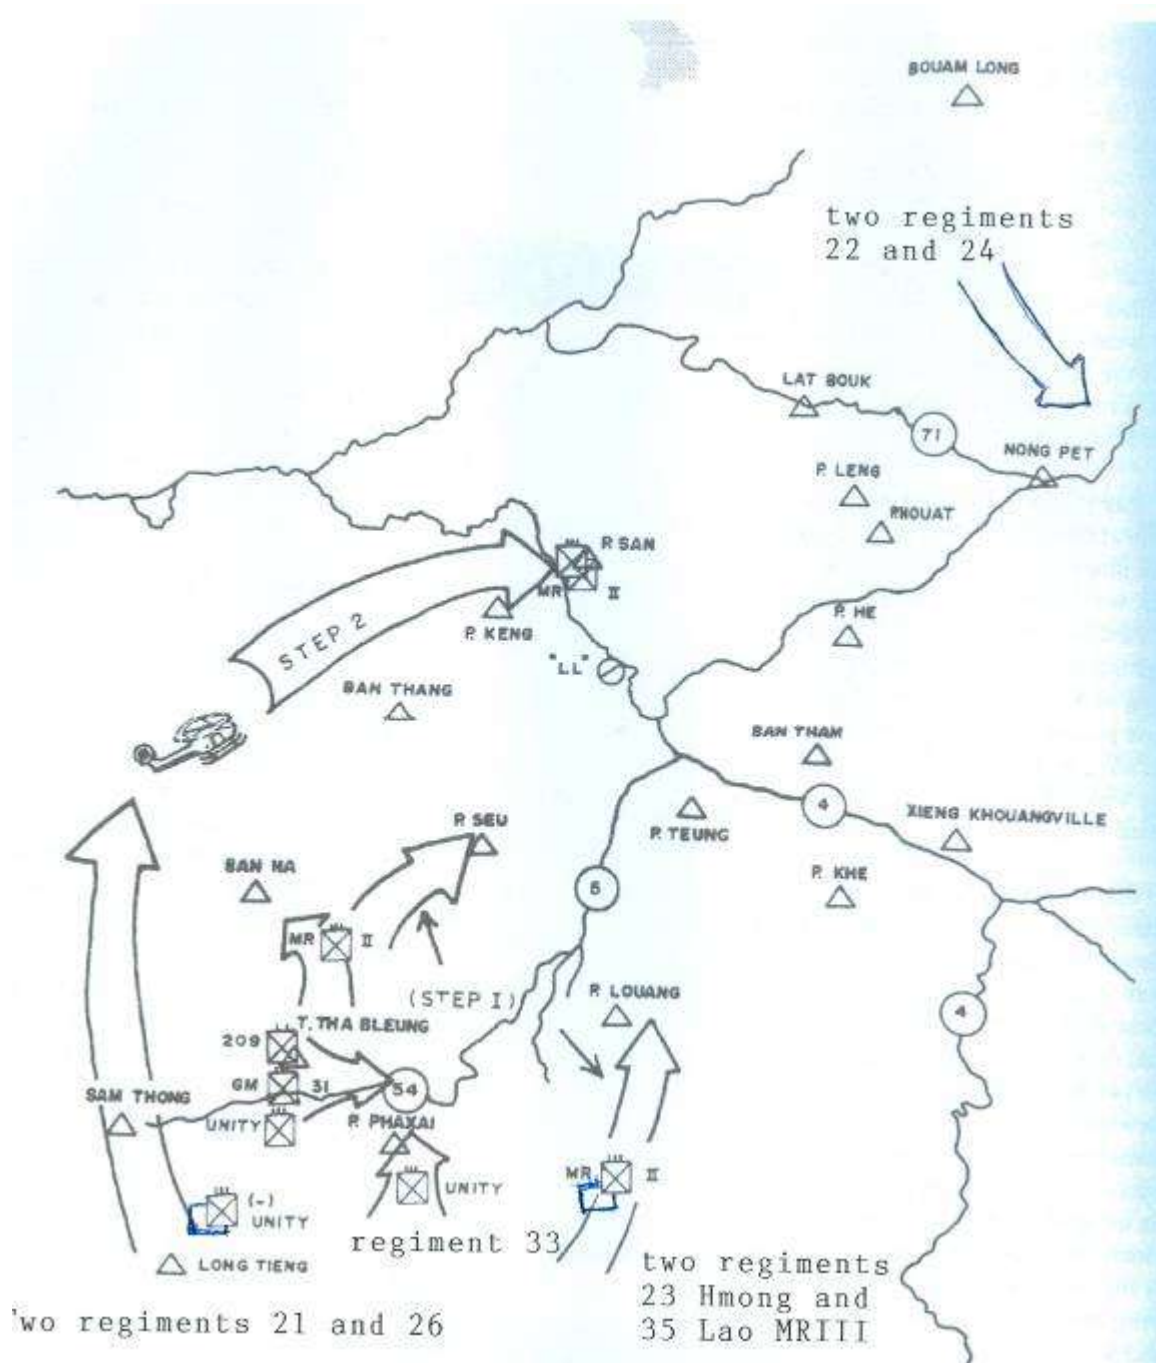 BOUAM LONG
two regiments
22 and 24
LAT BOUK
71
NONG PET
P. LENG
P.HOUAT
P. SAN
MR II
P. KENG
P. HE
STEP 2
"LL"
BAN THANG
BAN THAM
4
XIENG KHOUANGVILLE
P. SEU
P. TEUNG
BAN NA
5
P. KHE
MR II
(STEP I)
P. LOUANG
4
T. THA BLEUNG
209
GM 31
54
SAM THONG
UNITY
P. PHAXAI
MR II
(-)
UNITY
UNITY
regiment 33
LONG TIENG
two regiments
23 Hmong and
35 Lao MRIII
wo regiments 21 and 26